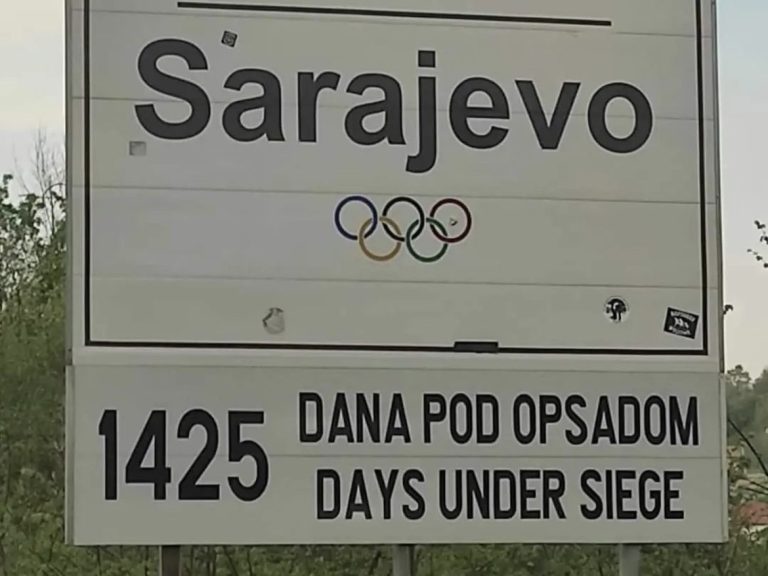 Sarajevo
1425 DANA POD OPSADOM
DAYS UNDER SIEGE